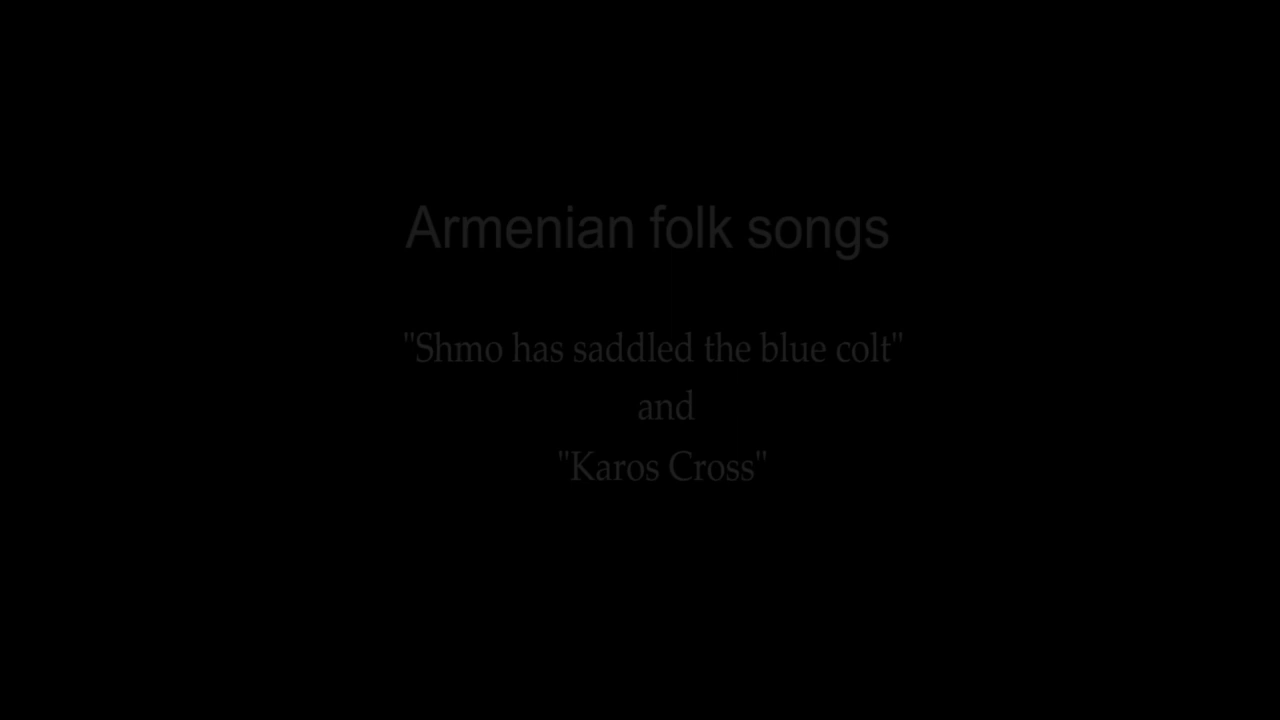 Armenian folk songs
"Shmo has saddled the blue colt"
and
"Karos Cross"